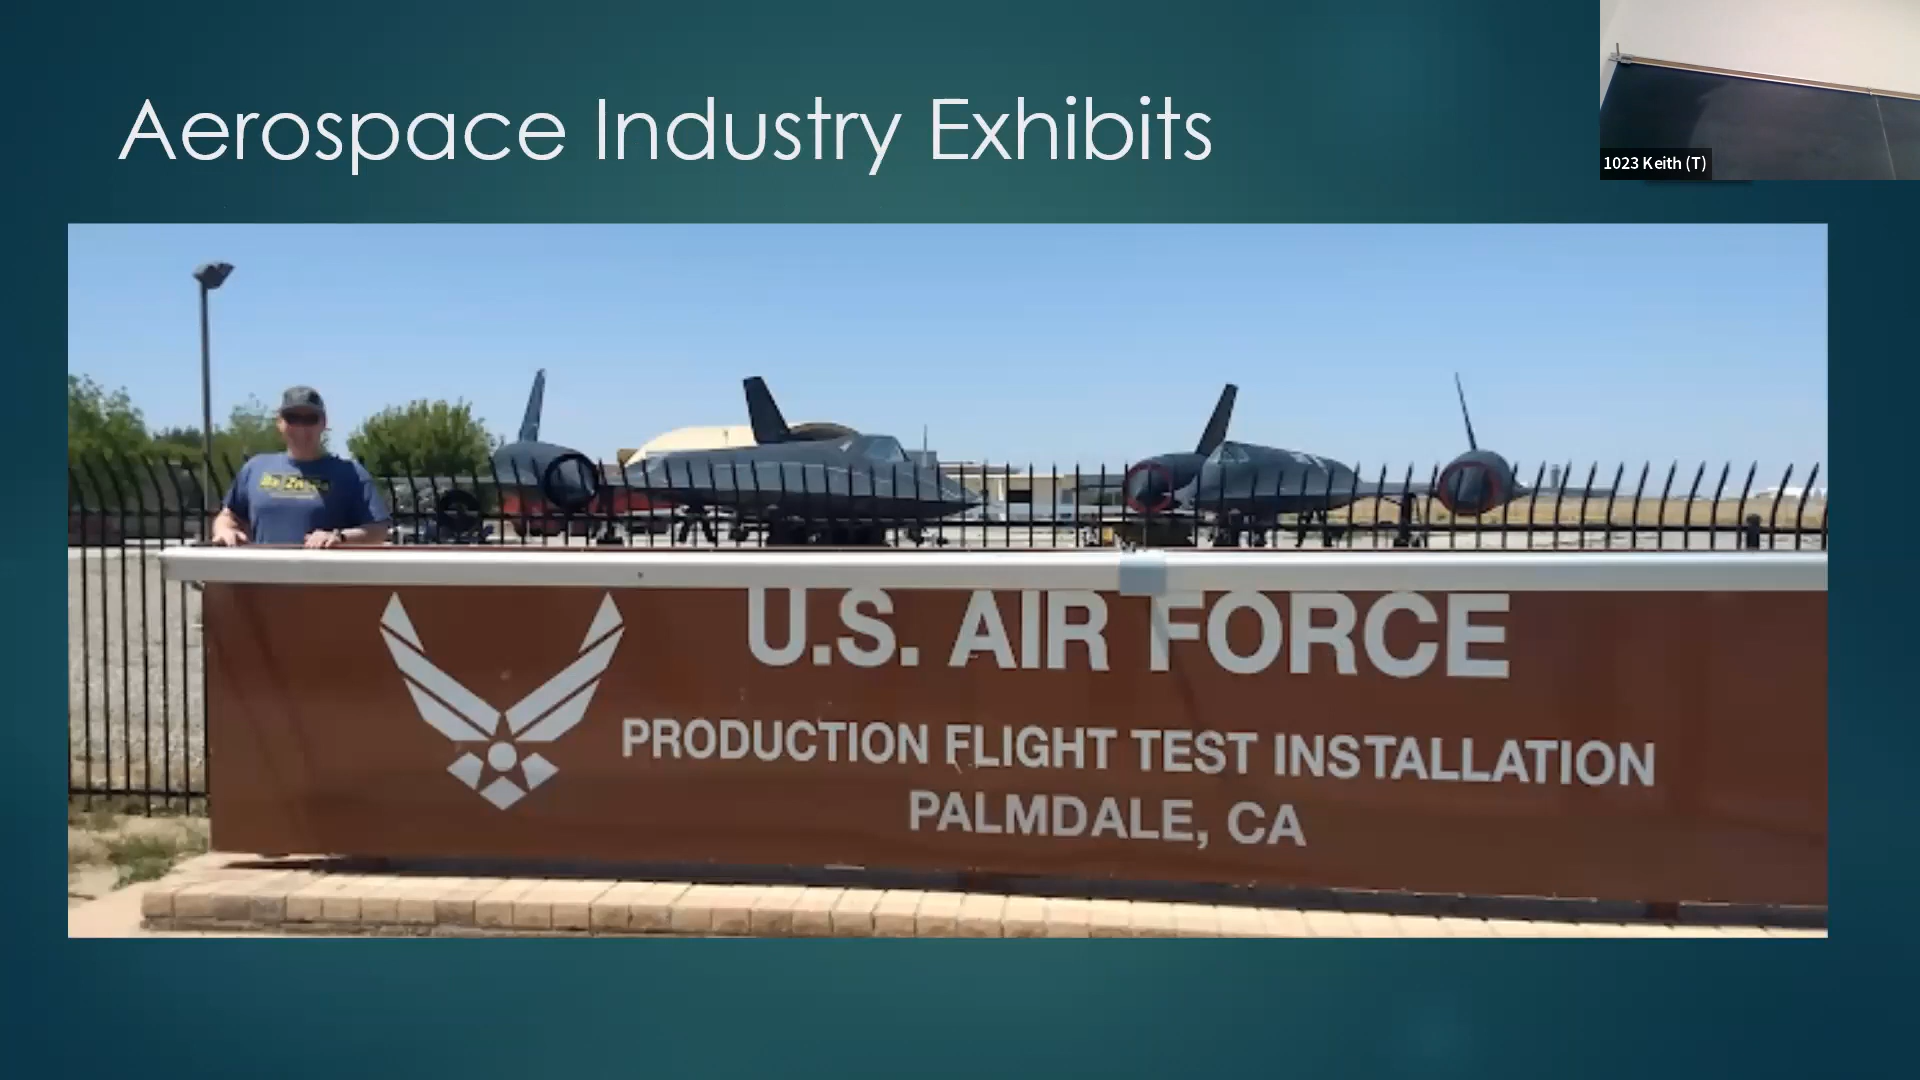 Aerospace Industry Exhibits
1023 Keith (T)
U.S. AIR FORCE
PRODUCTION FLIGHT TEST INSTALLATION
PALMDALE, CA